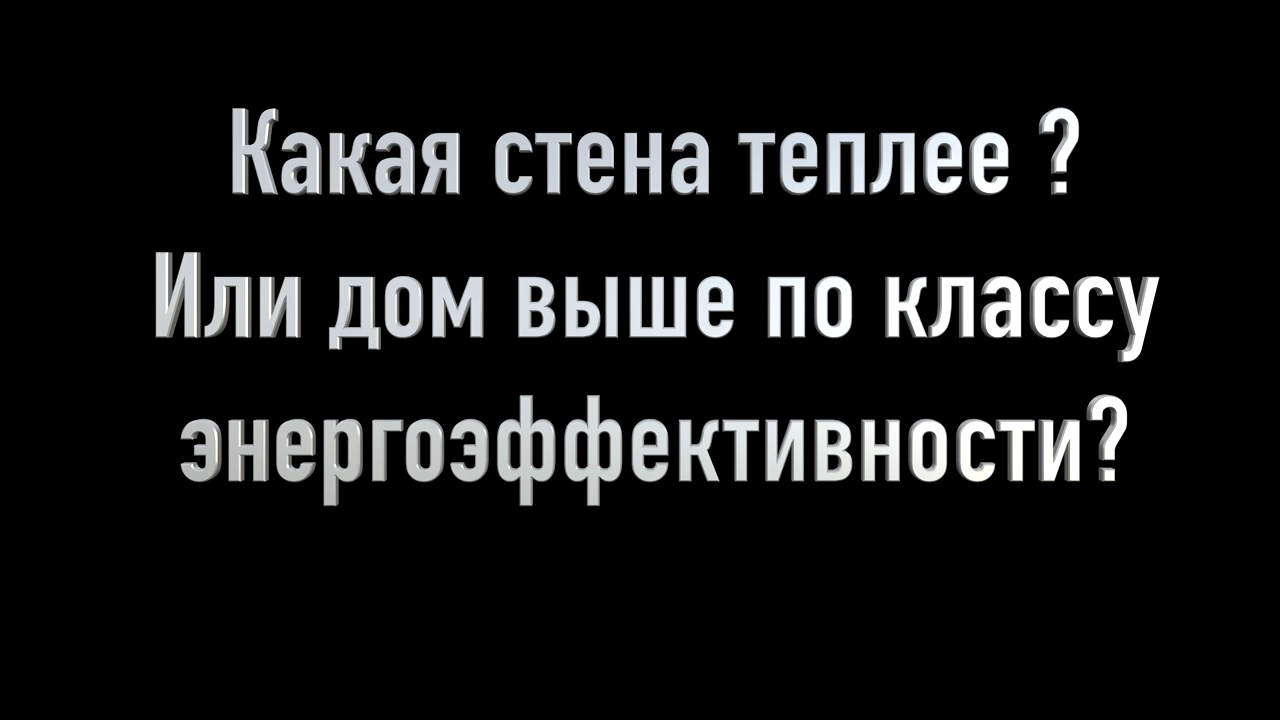 Какая стена теплее ?
Или дом выше по классу
энергоэффективности?